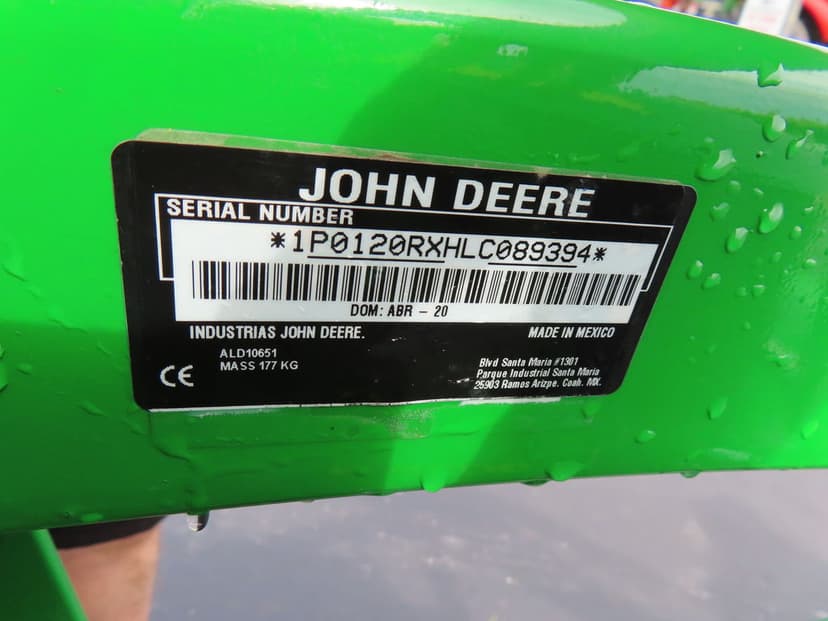 JOHN DEERE
SERIAL NUMBER
*1P0120RXHLC089394*
DOM: ABR - 20
INDUSTRIAS JOHN DEERE.
MADE IN MEXICO
ALD10651
MASS 177 KG
CE
Blvd Santa Maria #1301
Parque Industrial Santa Maria
25903 Ramos Arizpe. Coah. MX.